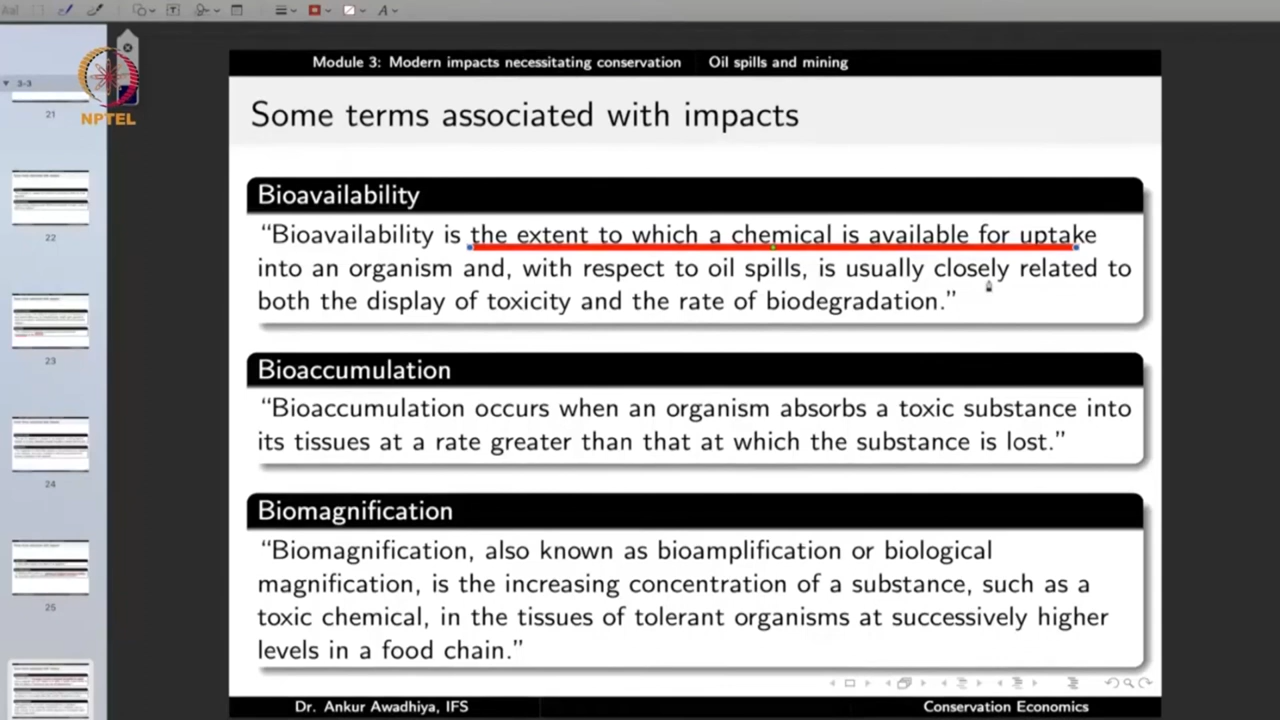 3-3
21
NPTEL
22
23
24
25
Module 3: Modern impacts necessitating conservation Oil spills and mining
Some terms associated with impacts
Bioavailability
“Bioavailability is the extent to which a chemical is available for uptake
into an organism and, with respect to oil spills, is usually closely related to
both the display of toxicity and the rate of biodegradation.”
Bioaccumulation
“Bioaccumulation occurs when an organism absorbs a toxic substance into
its tissues at a rate greater than that at which the substance is lost.”
Biomagnification
“Biomagnification, also known as bioamplification or biological
magnification, is the increasing concentration of a substance, such as a
toxic chemical, in the tissues of tolerant organisms at successively higher
levels in a food chain.”
Dr. Ankur Awadhiya, IFS Conservation Economics